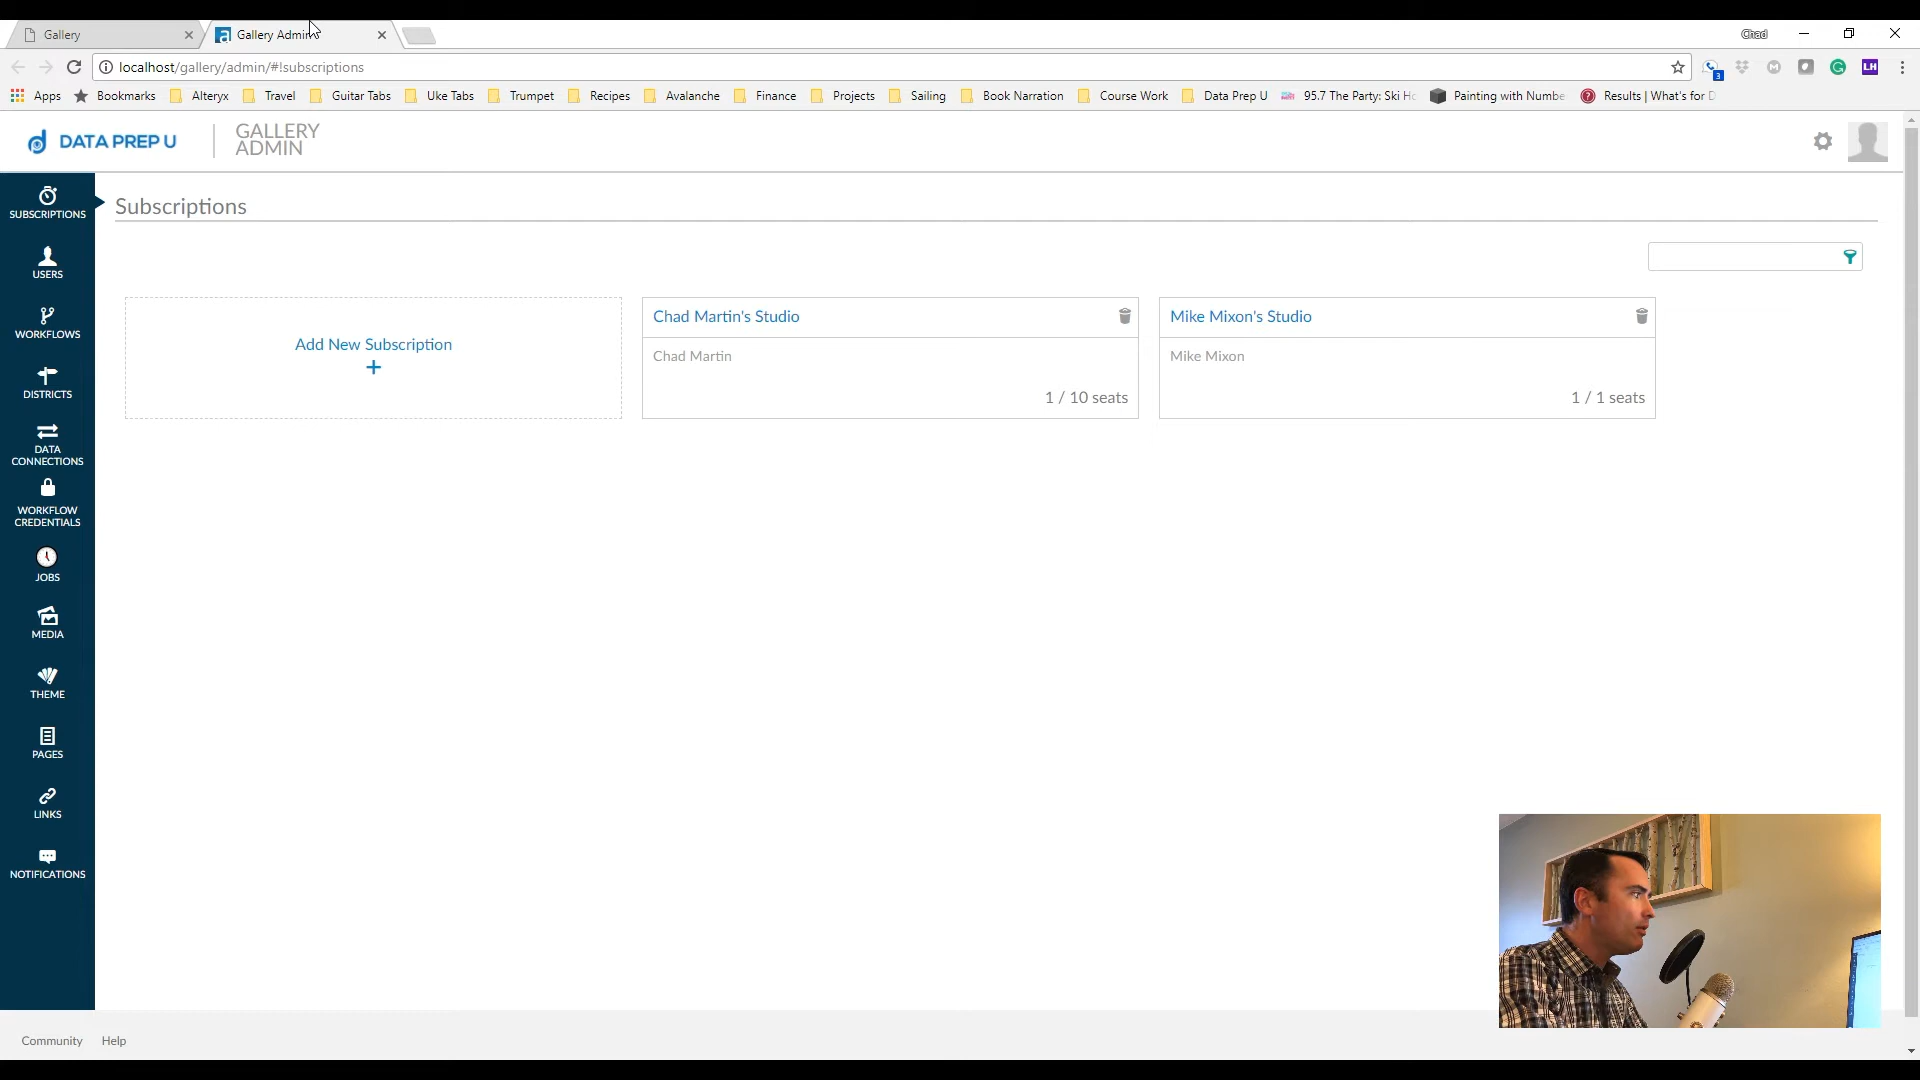 Gallery
Gallery Admin
Chad
localhost/gallery/admin/#!subscriptions
3
LH
Apps
Bookmarks
Alteryx
Travel
Guitar Tabs
Uke Tabs
Trumpet
Recipes
Avalanche
Finance
Projects
Sailing
Book Narration
Course Work
Data Prep U
95.7 The Party: Ski Ho
Painting with Numbe
Results | What's for D
DATA PREP U
GALLERY
ADMIN
SUBSCRIPTIONS
Subscriptions
USERS
WORKFLOWS
DISTRICTS
DATA
CONNECTIONS
WORKFLOW
CREDENTIALS
JOBS
MEDIA
THEME
PAGES
LINKS
NOTIFICATIONS
Add New Subscription
+
Chad Martin's Studio
Chad Martin
1 / 10 seats
Mike Mixon's Studio
Mike Mixon
1 / 1 seats
Community
Help